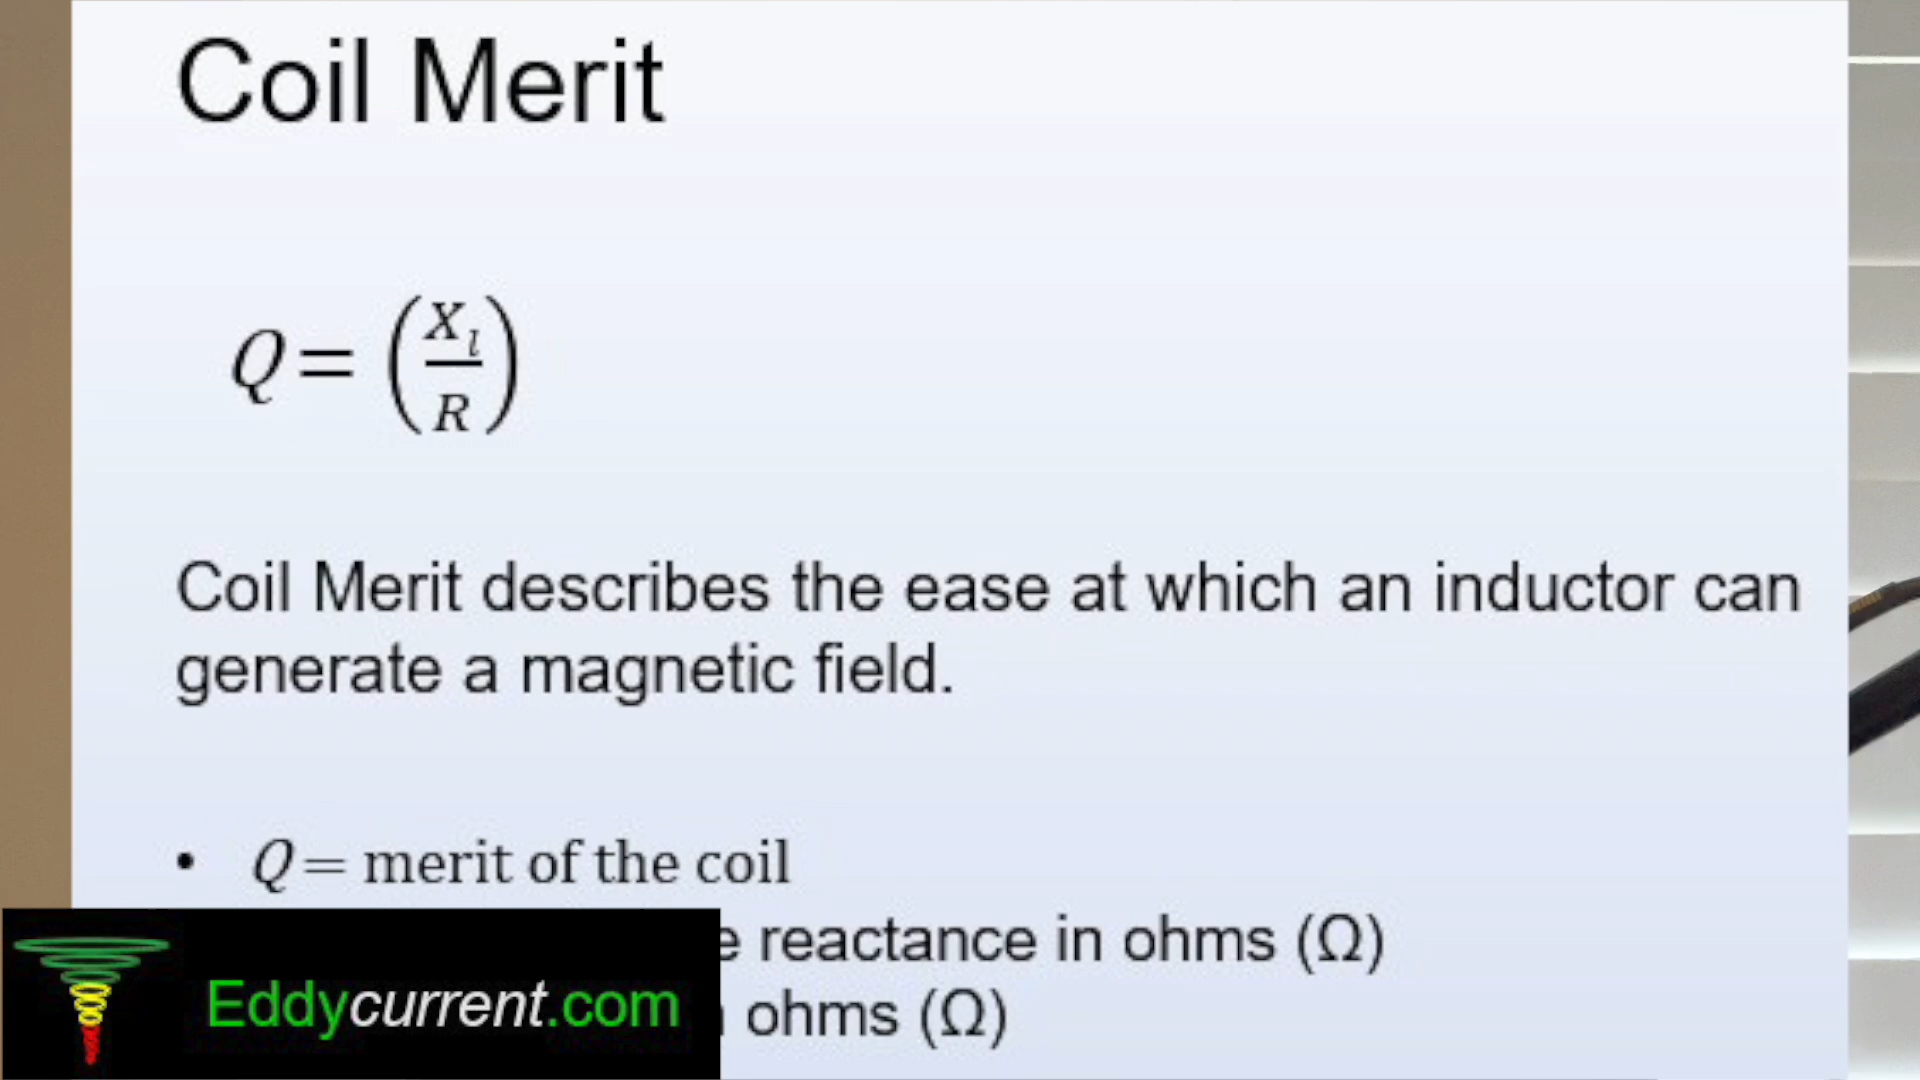 Coil Merit
Q = (X_l / R)
Coil Merit describes the ease at which an inductor can
generate a magnetic field.
• Q = merit of the coil
reactance in ohms (Ω)
ohms (Ω)
Eddycurrent.com